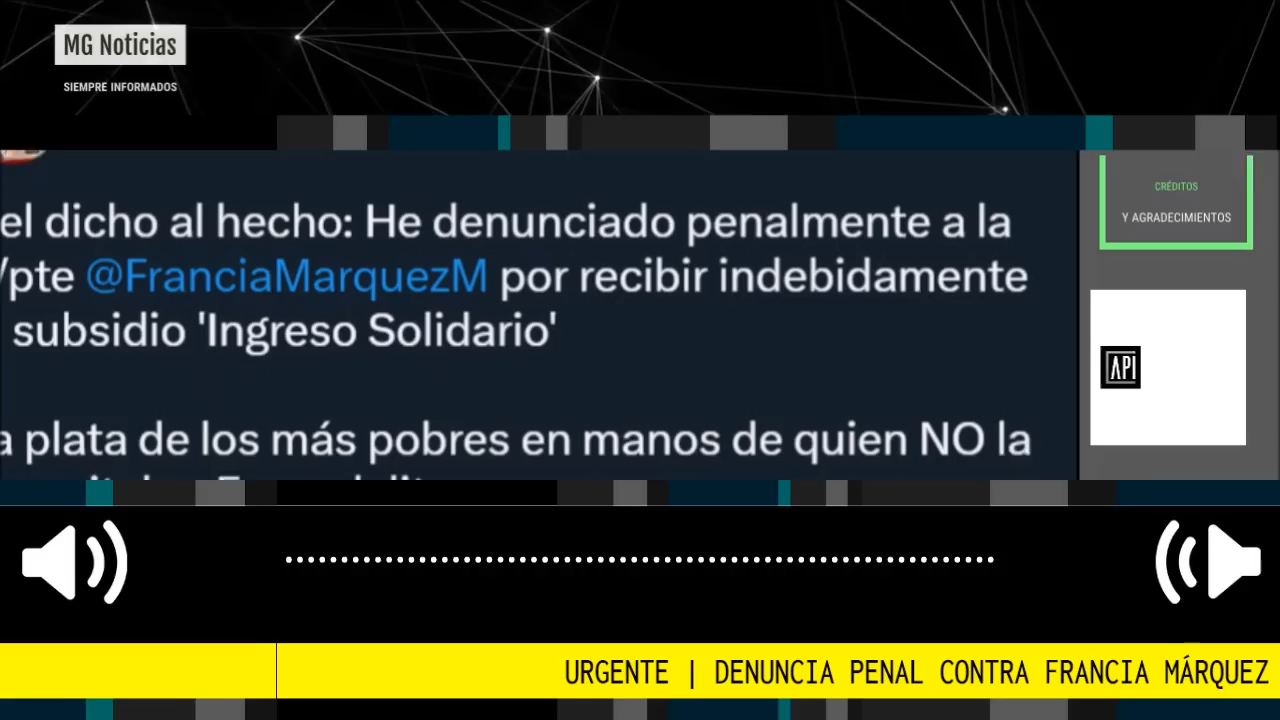 MG Noticias
SIEMPRE INFORMADOS
el dicho al hecho: He denunciado penalmente a la
/pte @FranciaMarquezM por recibir indebidamente
subsidio 'Ingreso Solidario'
a plata de los más pobres en manos de quien NO la
CRÉDITOS
Y AGRADECIMIENTOS
API
URGENTE | DENUNCIA PENAL CONTRA FRANCIA MÁRQUEZ